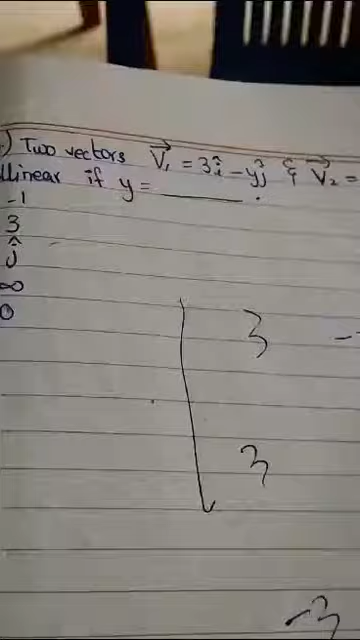 ) Two vectors V₁ = 3î - yĵ & V₂ =
llinear if y = ______ .
-1
3
ĵ
∞
0
3 -
3
-3